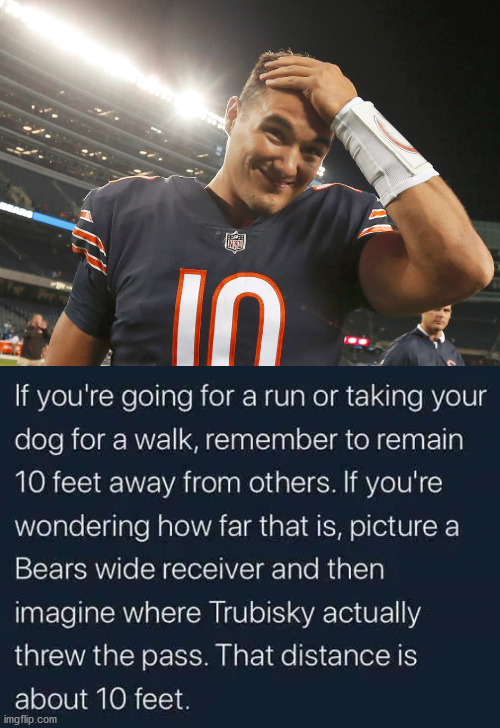 NFL
10
If you're going for a run or taking your
dog for a walk, remember to remain
10 feet away from others. If you're
wondering how far that is, picture a
Bears wide receiver and then
imagine where Trubisky actually
threw the pass. That distance is
about 10 feet.
imgflip.com